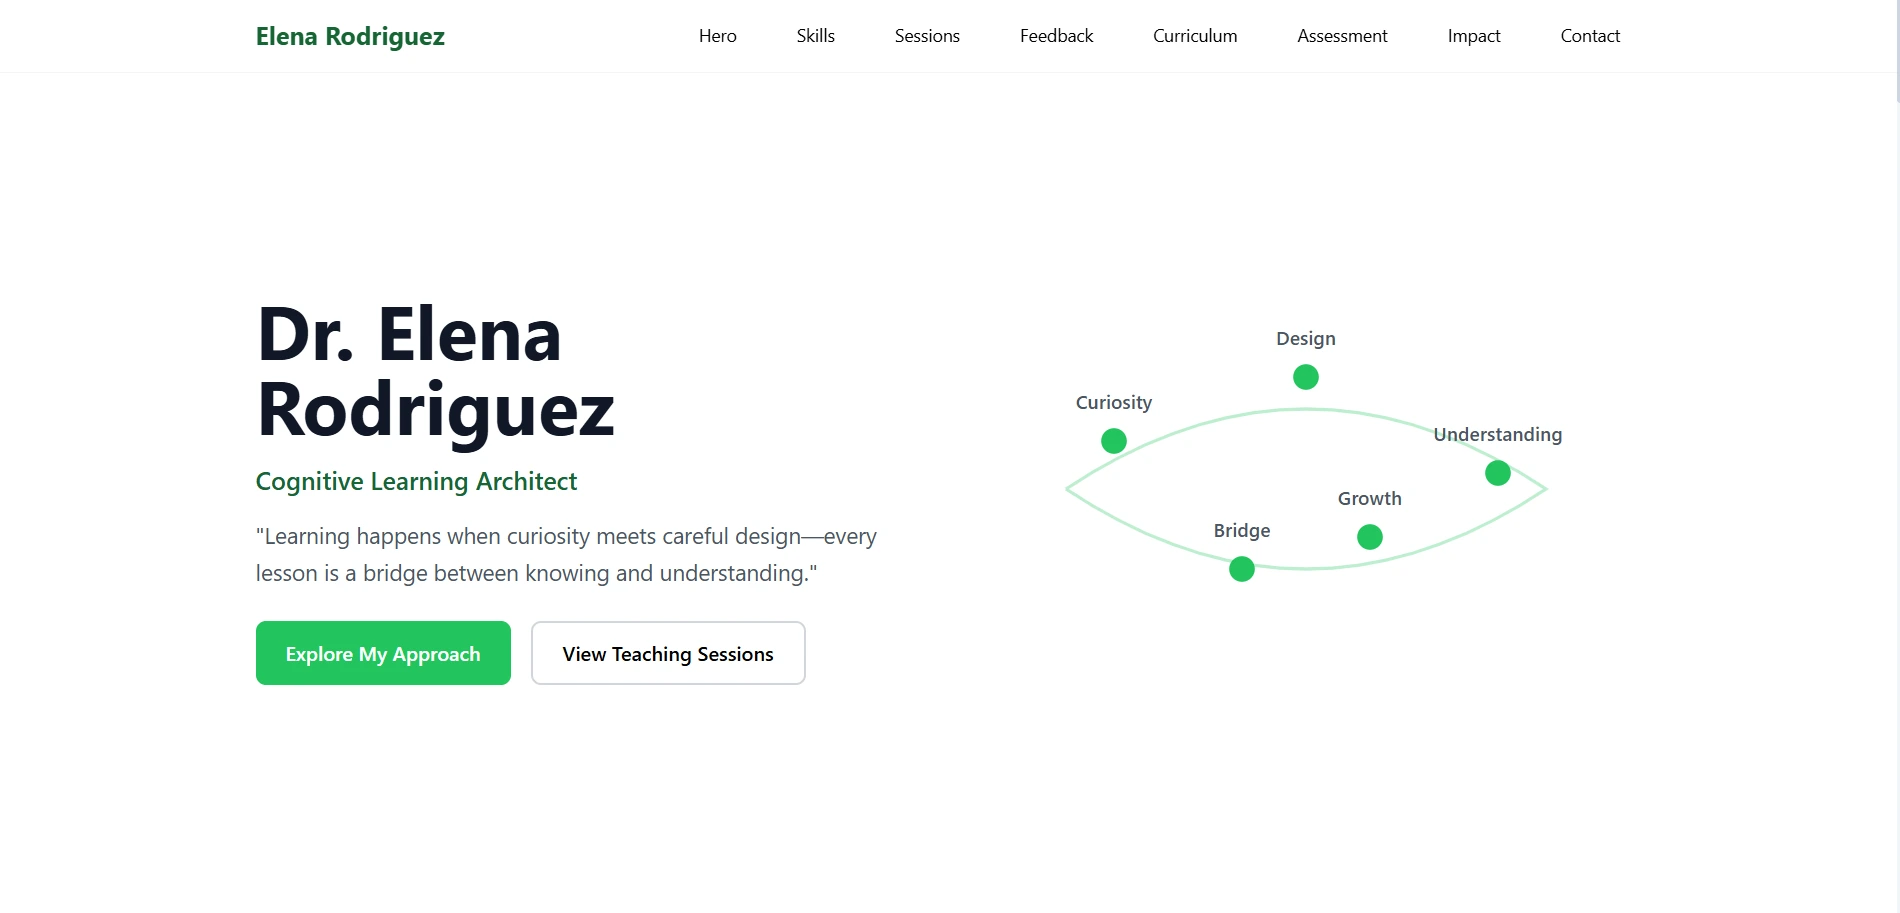 Elena Rodriguez
Hero
Skills
Sessions
Feedback
Curriculum
Assessment
Impact
Contact
Dr. Elena
Rodriguez
Cognitive Learning Architect
"Learning happens when curiosity meets careful design—every
lesson is a bridge between knowing and understanding."
Explore My Approach
View Teaching Sessions
Design
Curiosity
Understanding
Growth
Bridge